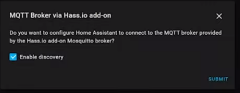 MQTT Broker via Hass.io add-on
Do you want to configure Home Assistant to connect to the MQTT broker provided
by the Hass.io add-on Mosquitto broker?
Enable discovery
SUBMIT